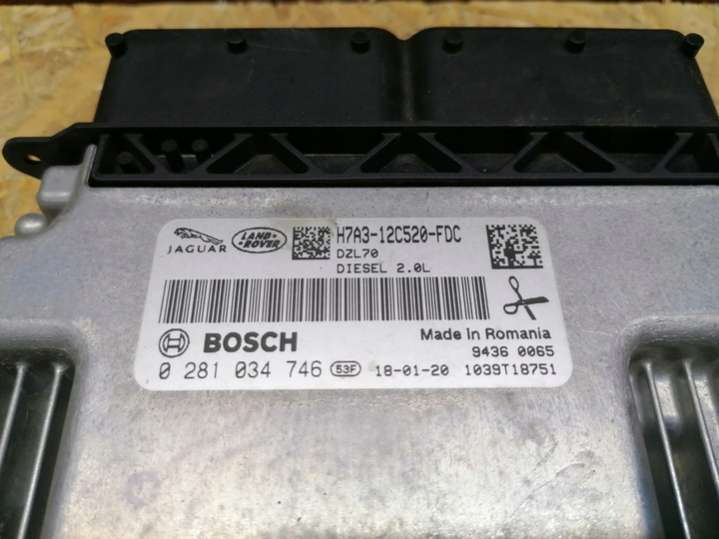 JAGUAR
LAND ROVER
H7A3-12C520-FDC
DZL70
DIESEL 2.0L
BOSCH
Made in Romania
9436 0065
0 281 034 746 53F 18-01-20 1039T18751